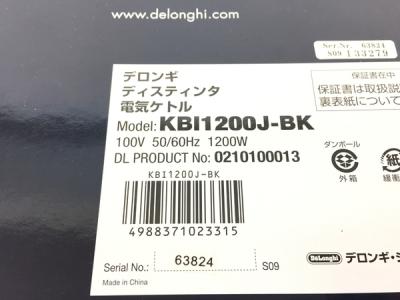 www.delonghi.com
Ser.Nr. 63824
S09 133279
デロンギ
ディスティンタ
電気ケトル
保証書在中
保証書は取扱説
裏表紙につい
Model: KBI1200J-BK
100V 50/60Hz 1200W
DL PRODUCT No: 0210100013
ダンボール
外箱
紙
緩衝
KBI1200J-BK
4988371023315
Serial No.: 63824 S09
Made in China
DeLonghi デロンギ・